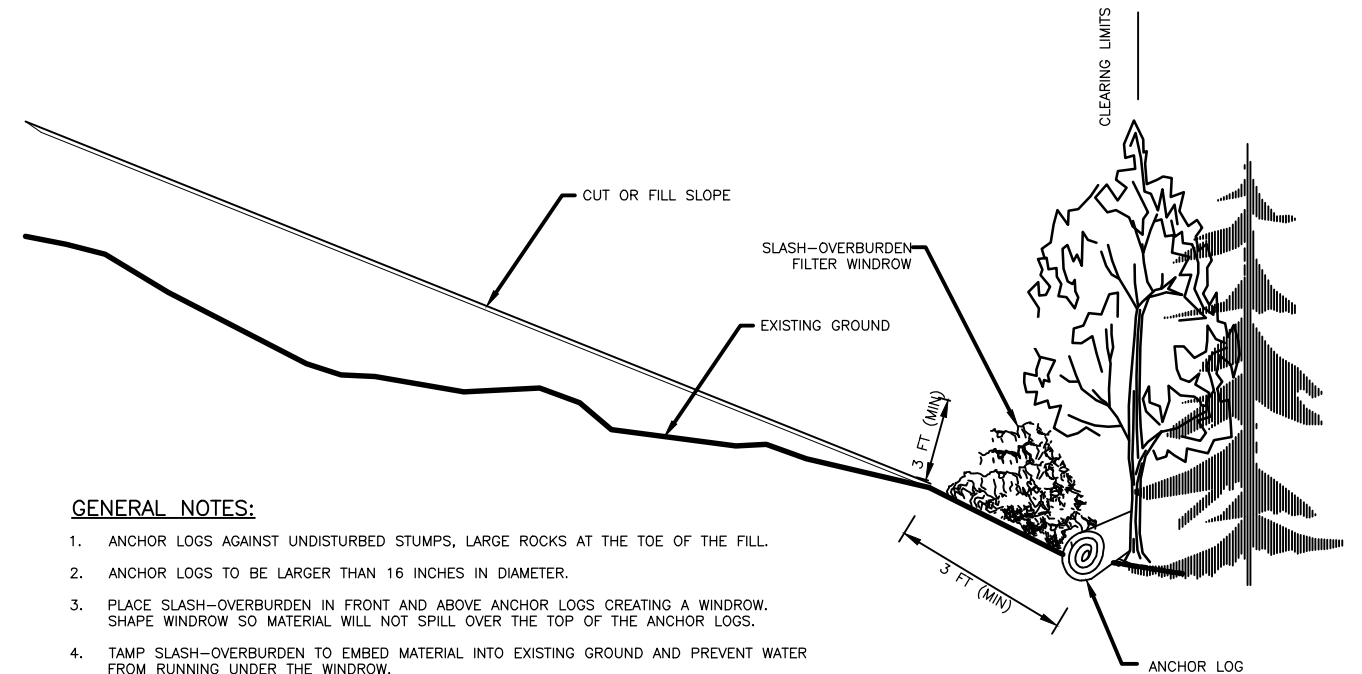 CLEARING LIMITS
CUT OR FILL SLOPE
SLASH-OVERBURDEN
FILTER WINDROW
EXISTING GROUND
3 FT (MIN)
3 FT (MIN)
ANCHOR LOG
GENERAL NOTES:
1. ANCHOR LOGS AGAINST UNDISTURBED STUMPS, LARGE ROCKS AT THE TOE OF THE FILL.
2. ANCHOR LOGS TO BE LARGER THAN 16 INCHES IN DIAMETER.
3. PLACE SLASH-OVERBURDEN IN FRONT AND ABOVE ANCHOR LOGS CREATING A WINDROW.
SHAPE WINDROW SO MATERIAL WILL NOT SPILL OVER THE TOP OF THE ANCHOR LOGS.
4. TAMP SLASH-OVERBURDEN TO EMBED MATERIAL INTO EXISTING GROUND AND PREVENT WATER
FROM RUNNING UNDER THE WINDROW.